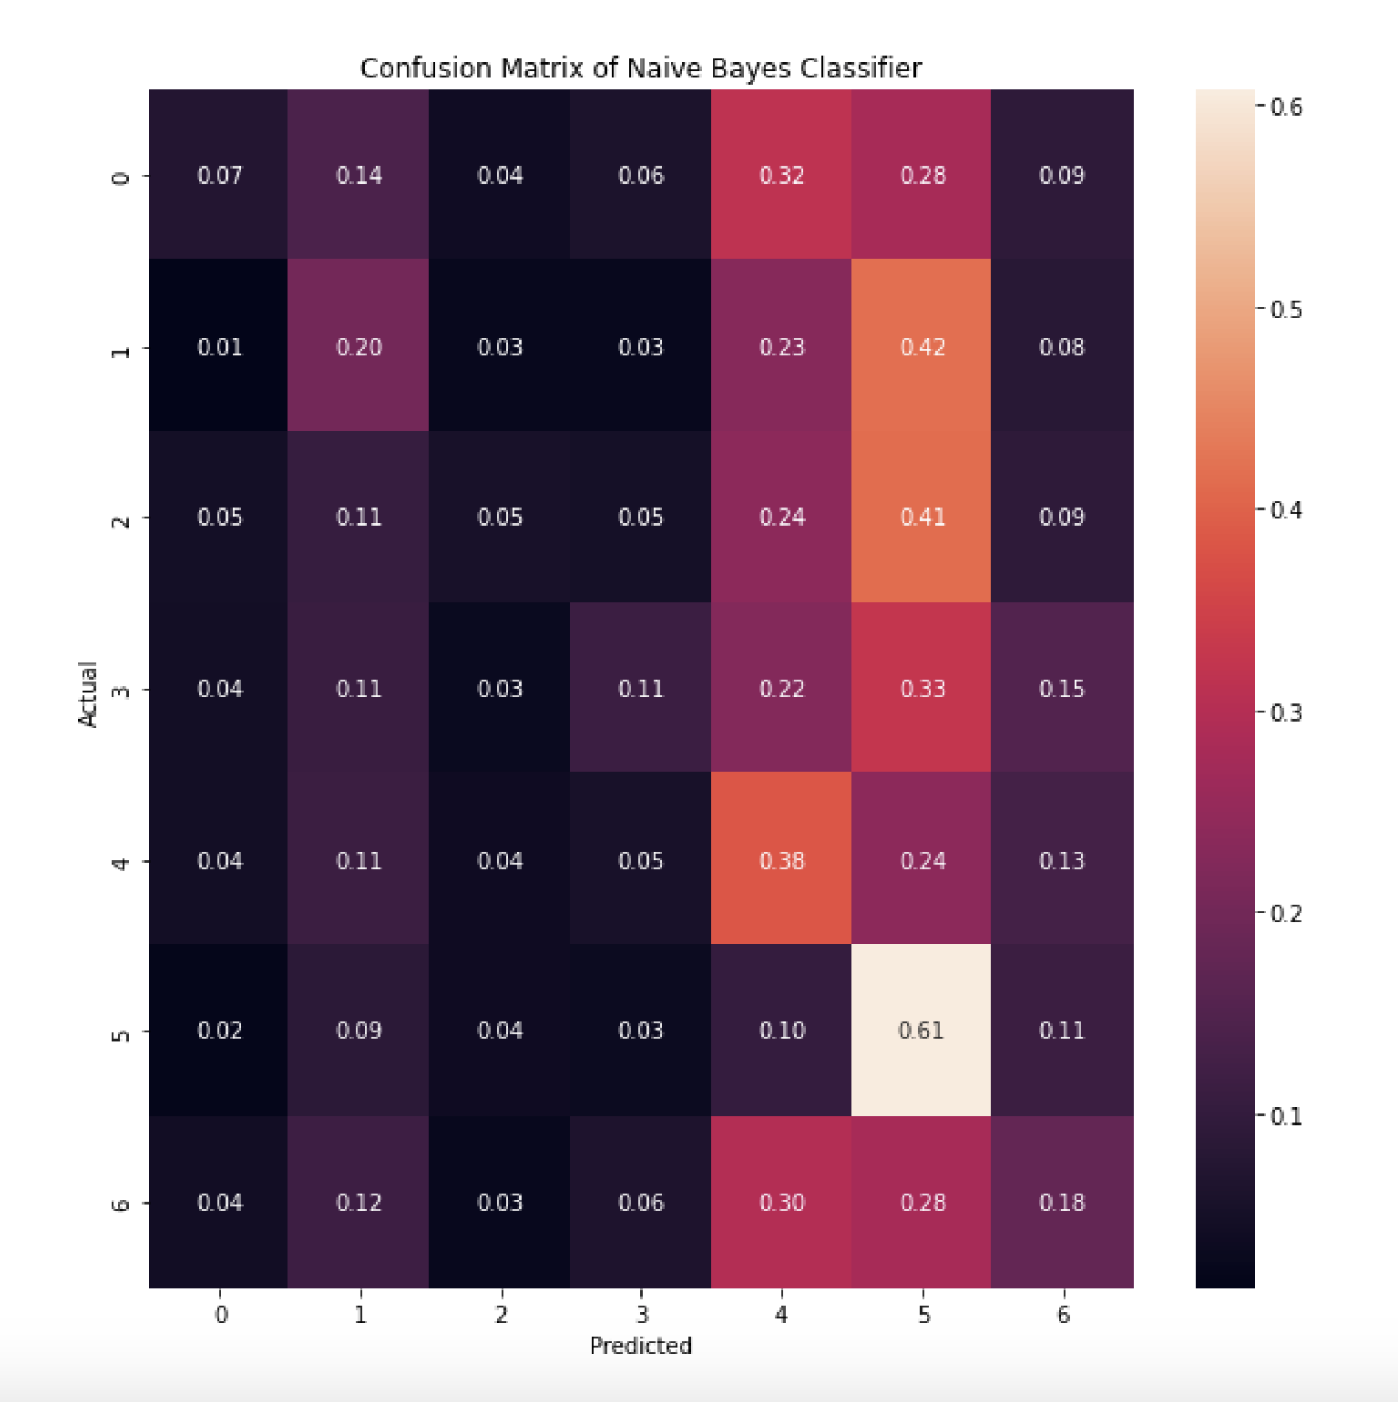 Confusion Matrix of Naive Bayes Classifier
0 0.07 0.14 0.04 0.06 0.32 0.28 0.09
1 0.01 0.20 0.03 0.03 0.23 0.42 0.08
2 0.05 0.11 0.05 0.05 0.24 0.41 0.09
3 0.04 0.11 0.03 0.11 0.22 0.33 0.15
4 0.04 0.11 0.04 0.05 0.38 0.24 0.13
5 0.02 0.09 0.04 0.03 0.10 0.61 0.11
6 0.04 0.12 0.03 0.06 0.30 0.28 0.18
0 1 2 3 4 5 6
Predicted
Actual
0.6
0.5
0.4
0.3
0.2
0.1